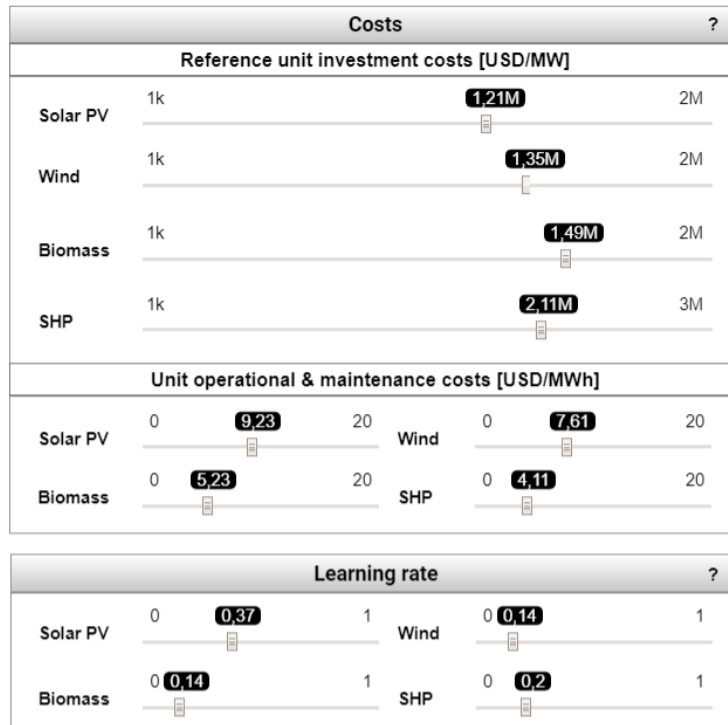 Costs ?
Reference unit investment costs [USD/MW]
1k 1,21M 2M
Solar PV
1k 1,35M 2M
Wind
1k 1,49M 2M
Biomass
1k 2,11M 3M
SHP
Unit operational & maintenance costs [USD/MWh]
0 9,23 20 0 7,61 20
Solar PV Wind
0 5,23 20 0 4,11 20
Biomass SHP
Learning rate ?
0 0,37 1 0 0,14 1
Solar PV Wind
0 0,14 1 0 0,2 1
Biomass SHP